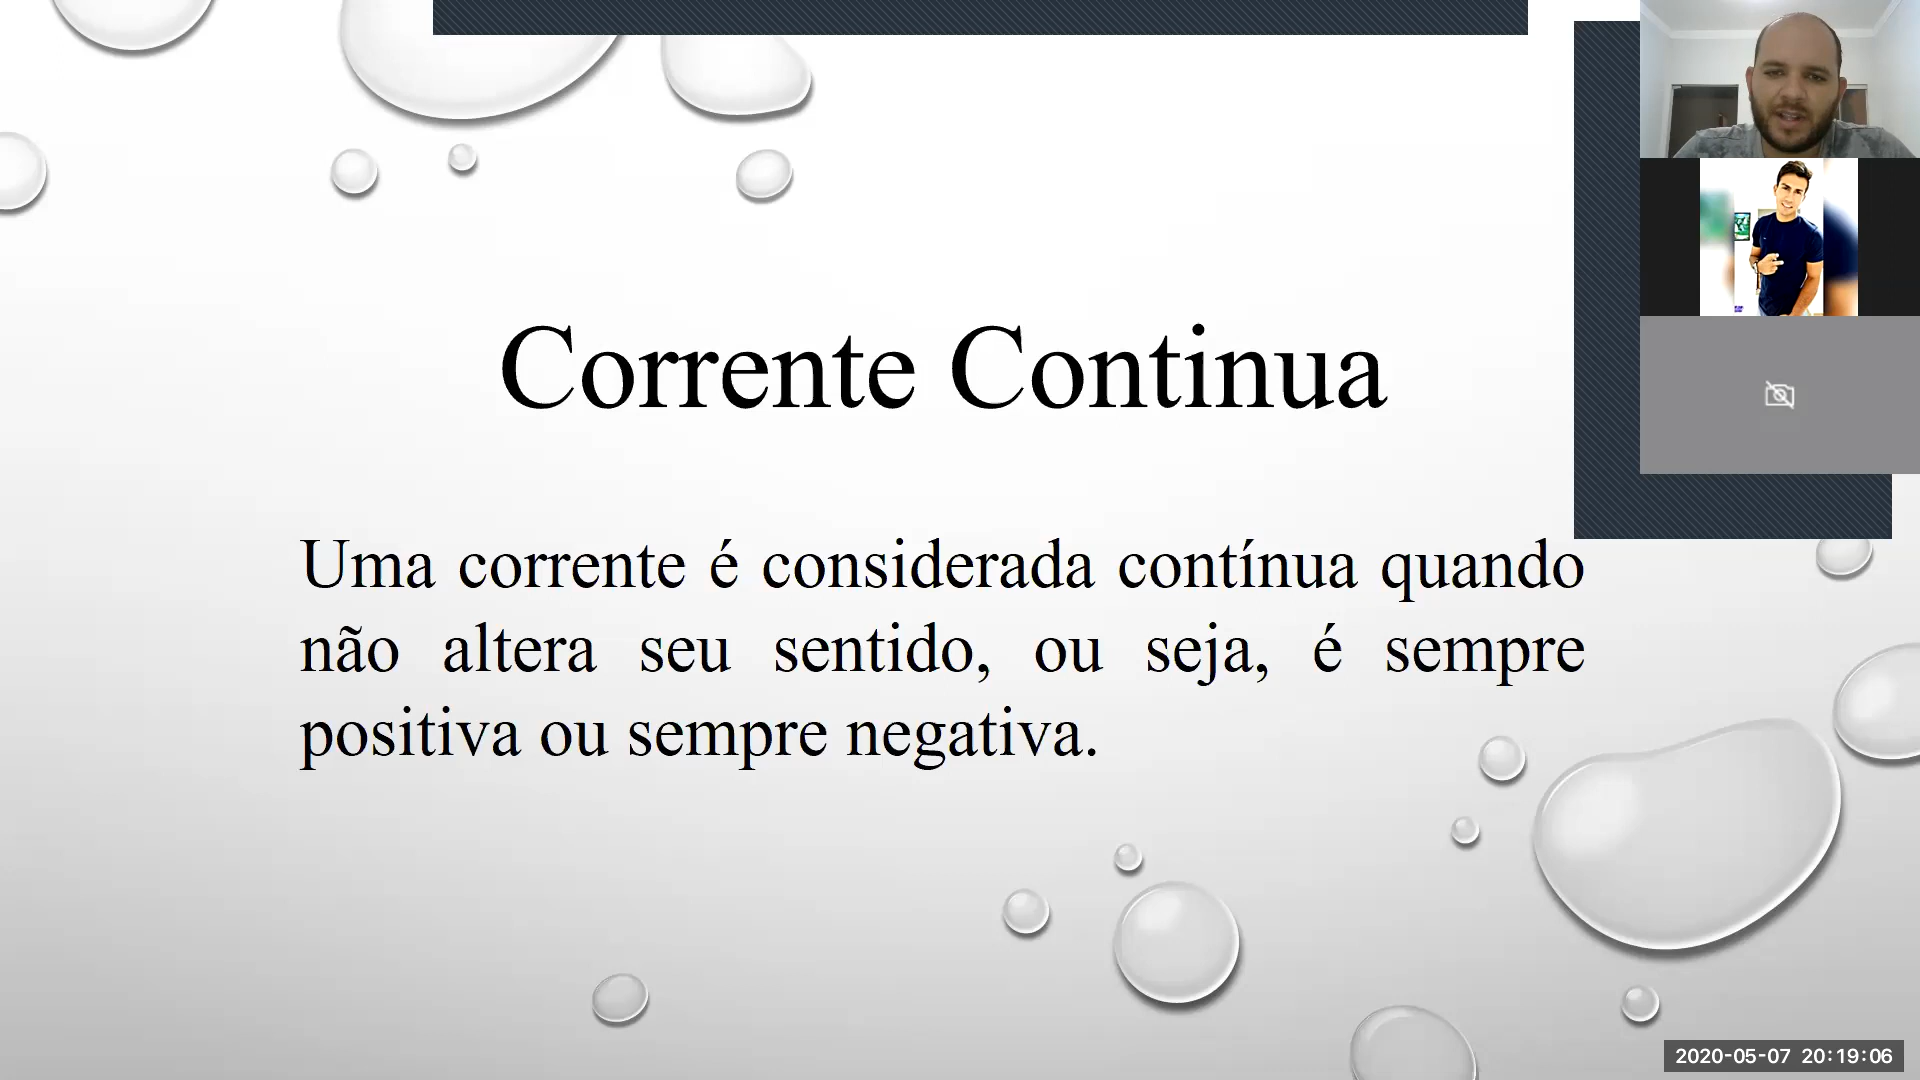 Corrente Continua
Uma corrente é considerada contínua quando
não altera seu sentido, ou seja, é sempre
positiva ou sempre negativa.
2020-05-07 20:19:06